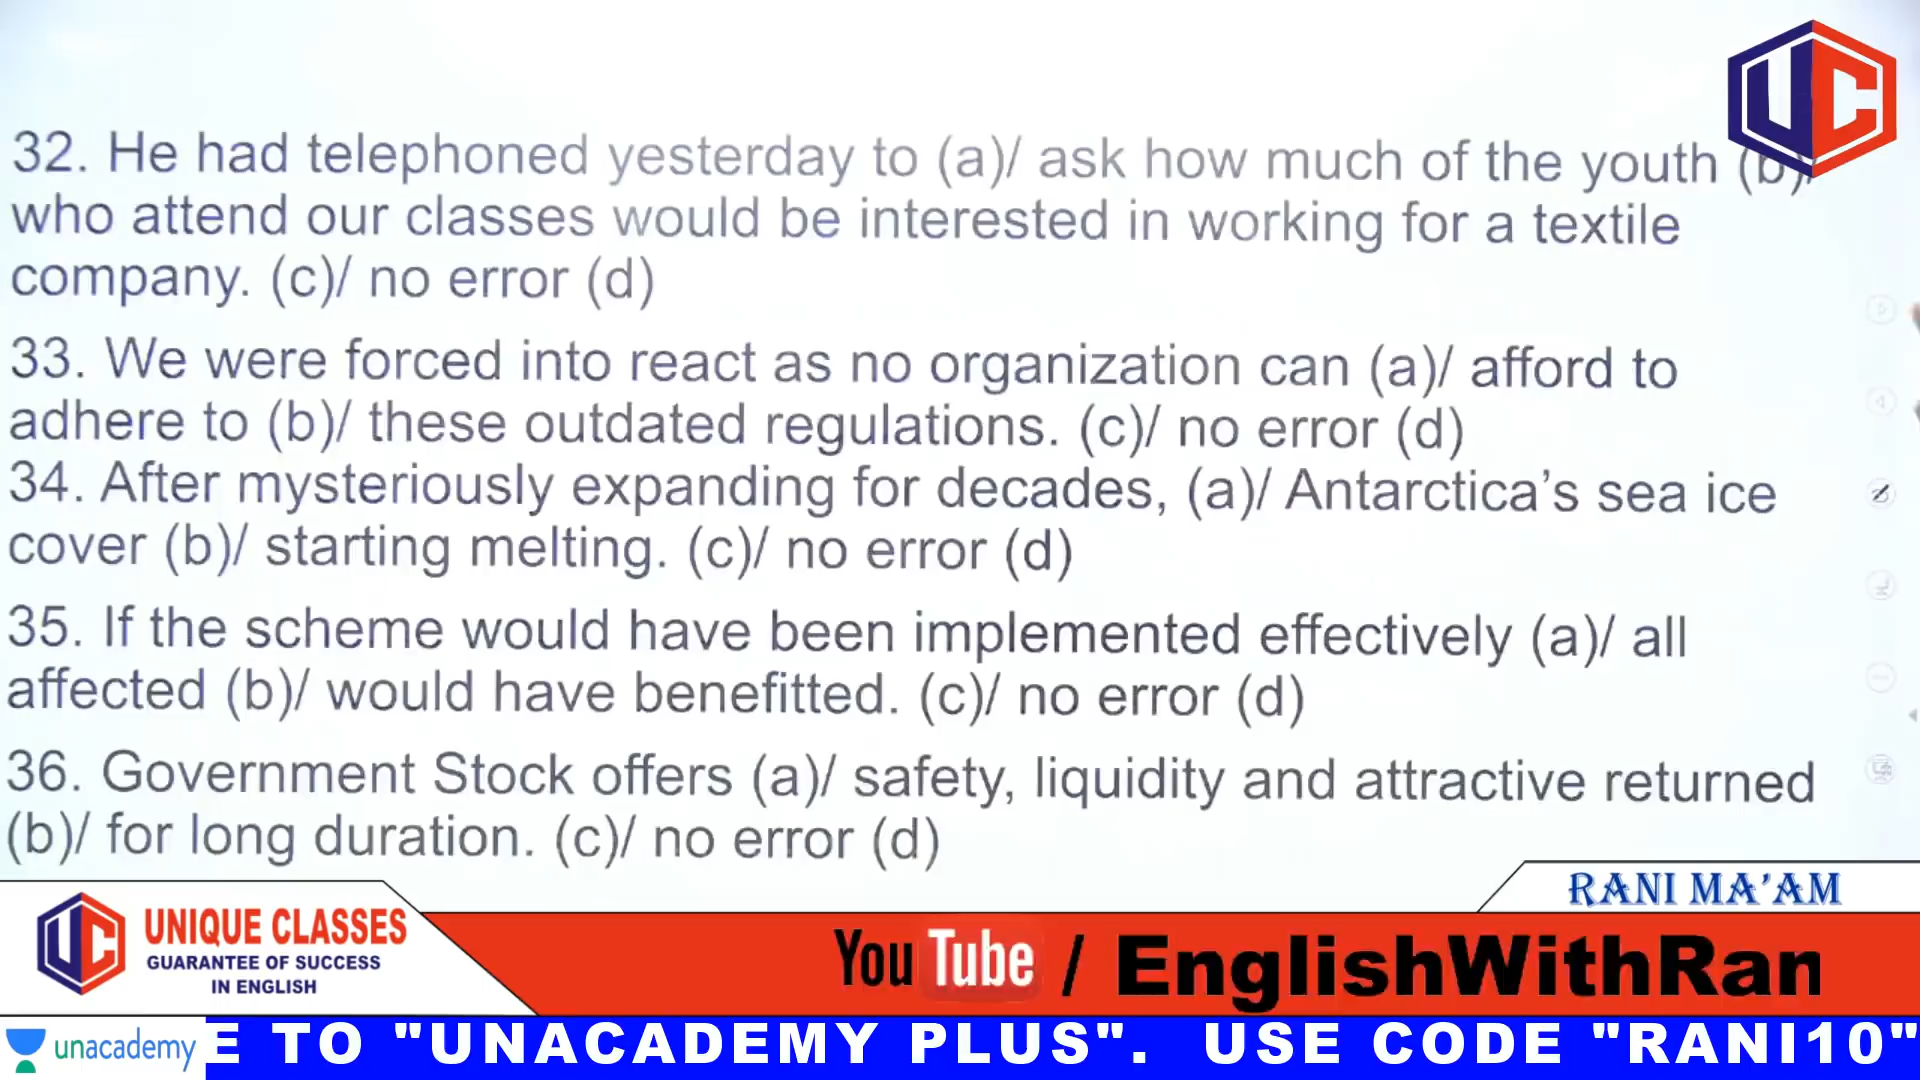 UC
32. He had telephoned yesterday to (a)/ ask how much of the youth (b)/
who attend our classes would be interested in working for a textile
company. (c)/ no error (d)
33. We were forced into react as no organization can (a)/ afford to
adhere to (b)/ these outdated regulations. (c)/ no error (d)
34. After mysteriously expanding for decades, (a)/ Antarctica's sea ice
cover (b)/ starting melting. (c)/ no error (d)
35. If the scheme would have been implemented effectively (a)/ all
affected (b)/ would have benefitted. (c)/ no error (d)
36. Government Stock offers (a)/ safety, liquidity and attractive returned
(b)/ for long duration. (c)/ no error (d)
RANI MA'AM
UC UNIQUE CLASSES
GUARANTEE OF SUCCESS
IN ENGLISH
YouTube / EnglishWithRan
unacademy E TO "UNACADEMY PLUS". USE CODE "RANI10"